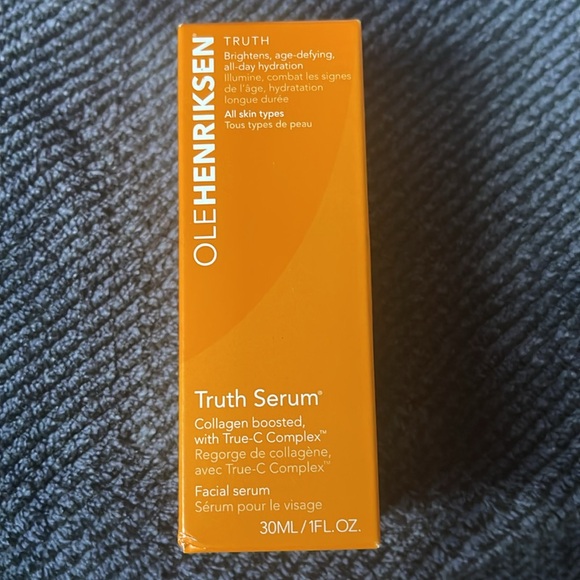 OLEHENRIKSEN®
TRUTH
Brightens, age-defying,
all-day hydration
Illumine, combat les signes
de l'âge, hydratation
longue durée
All skin types
Tous types de peau
Truth Serum®
Collagen boosted,
with True-C Complex™
Regorge de collagène,
avec True-C Complex™
Facial serum
Sérum pour le visage
30ML/1FL.OZ.